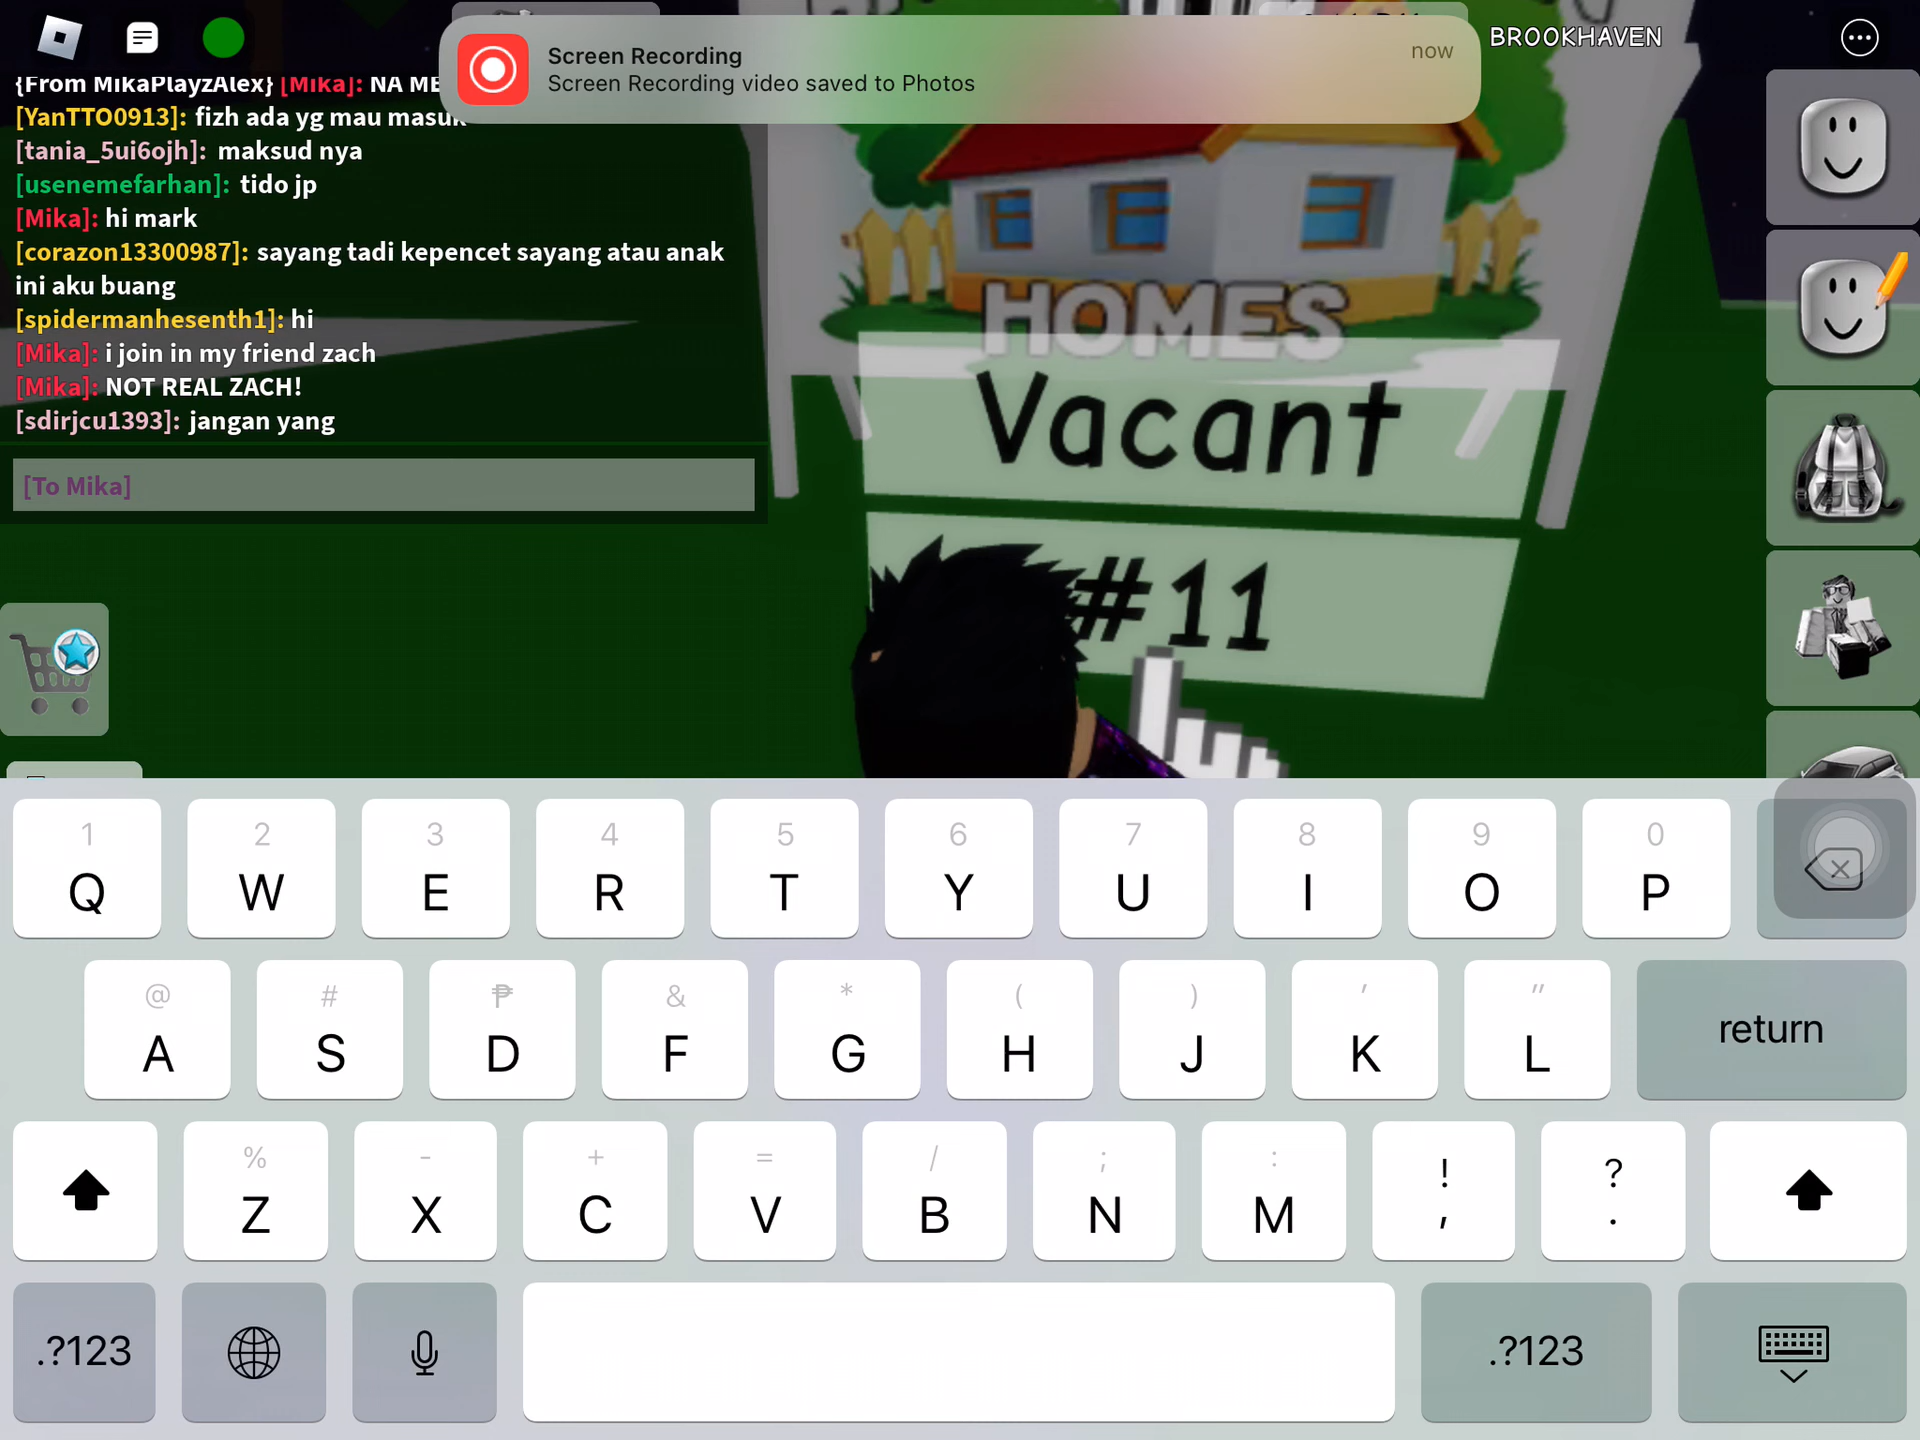 Screen Recording
now
Screen Recording video saved to Photos
BROOKHAVEN
{From MikaPlayzAlex} [Mika]: NA ME
[YanTTO0913]: fizh ada yg mau masuk
[tania_5ui6ojh]: maksud nya
[usenemefarhan]: tido jp
[Mika]: hi mark
[corazon13300987]: sayang tadi kepencet sayang atau anak
ini aku buang
[spidermanhesenth1]: hi
[Mika]: i join in my friend zach
[Mika]: NOT REAL ZACH!
[sdirjcu1393]: jangan yang
[To Mika]
HOMES
Vacant
#11
1 2 3 4 5 6 7 8 9 0
Q W E R T Y U I O P
@ # ₱ & * ( ) ' "
A S D F G H J K L return
% - + = / ; : ! ?
Z X C V B N M , .
.?123 .?123